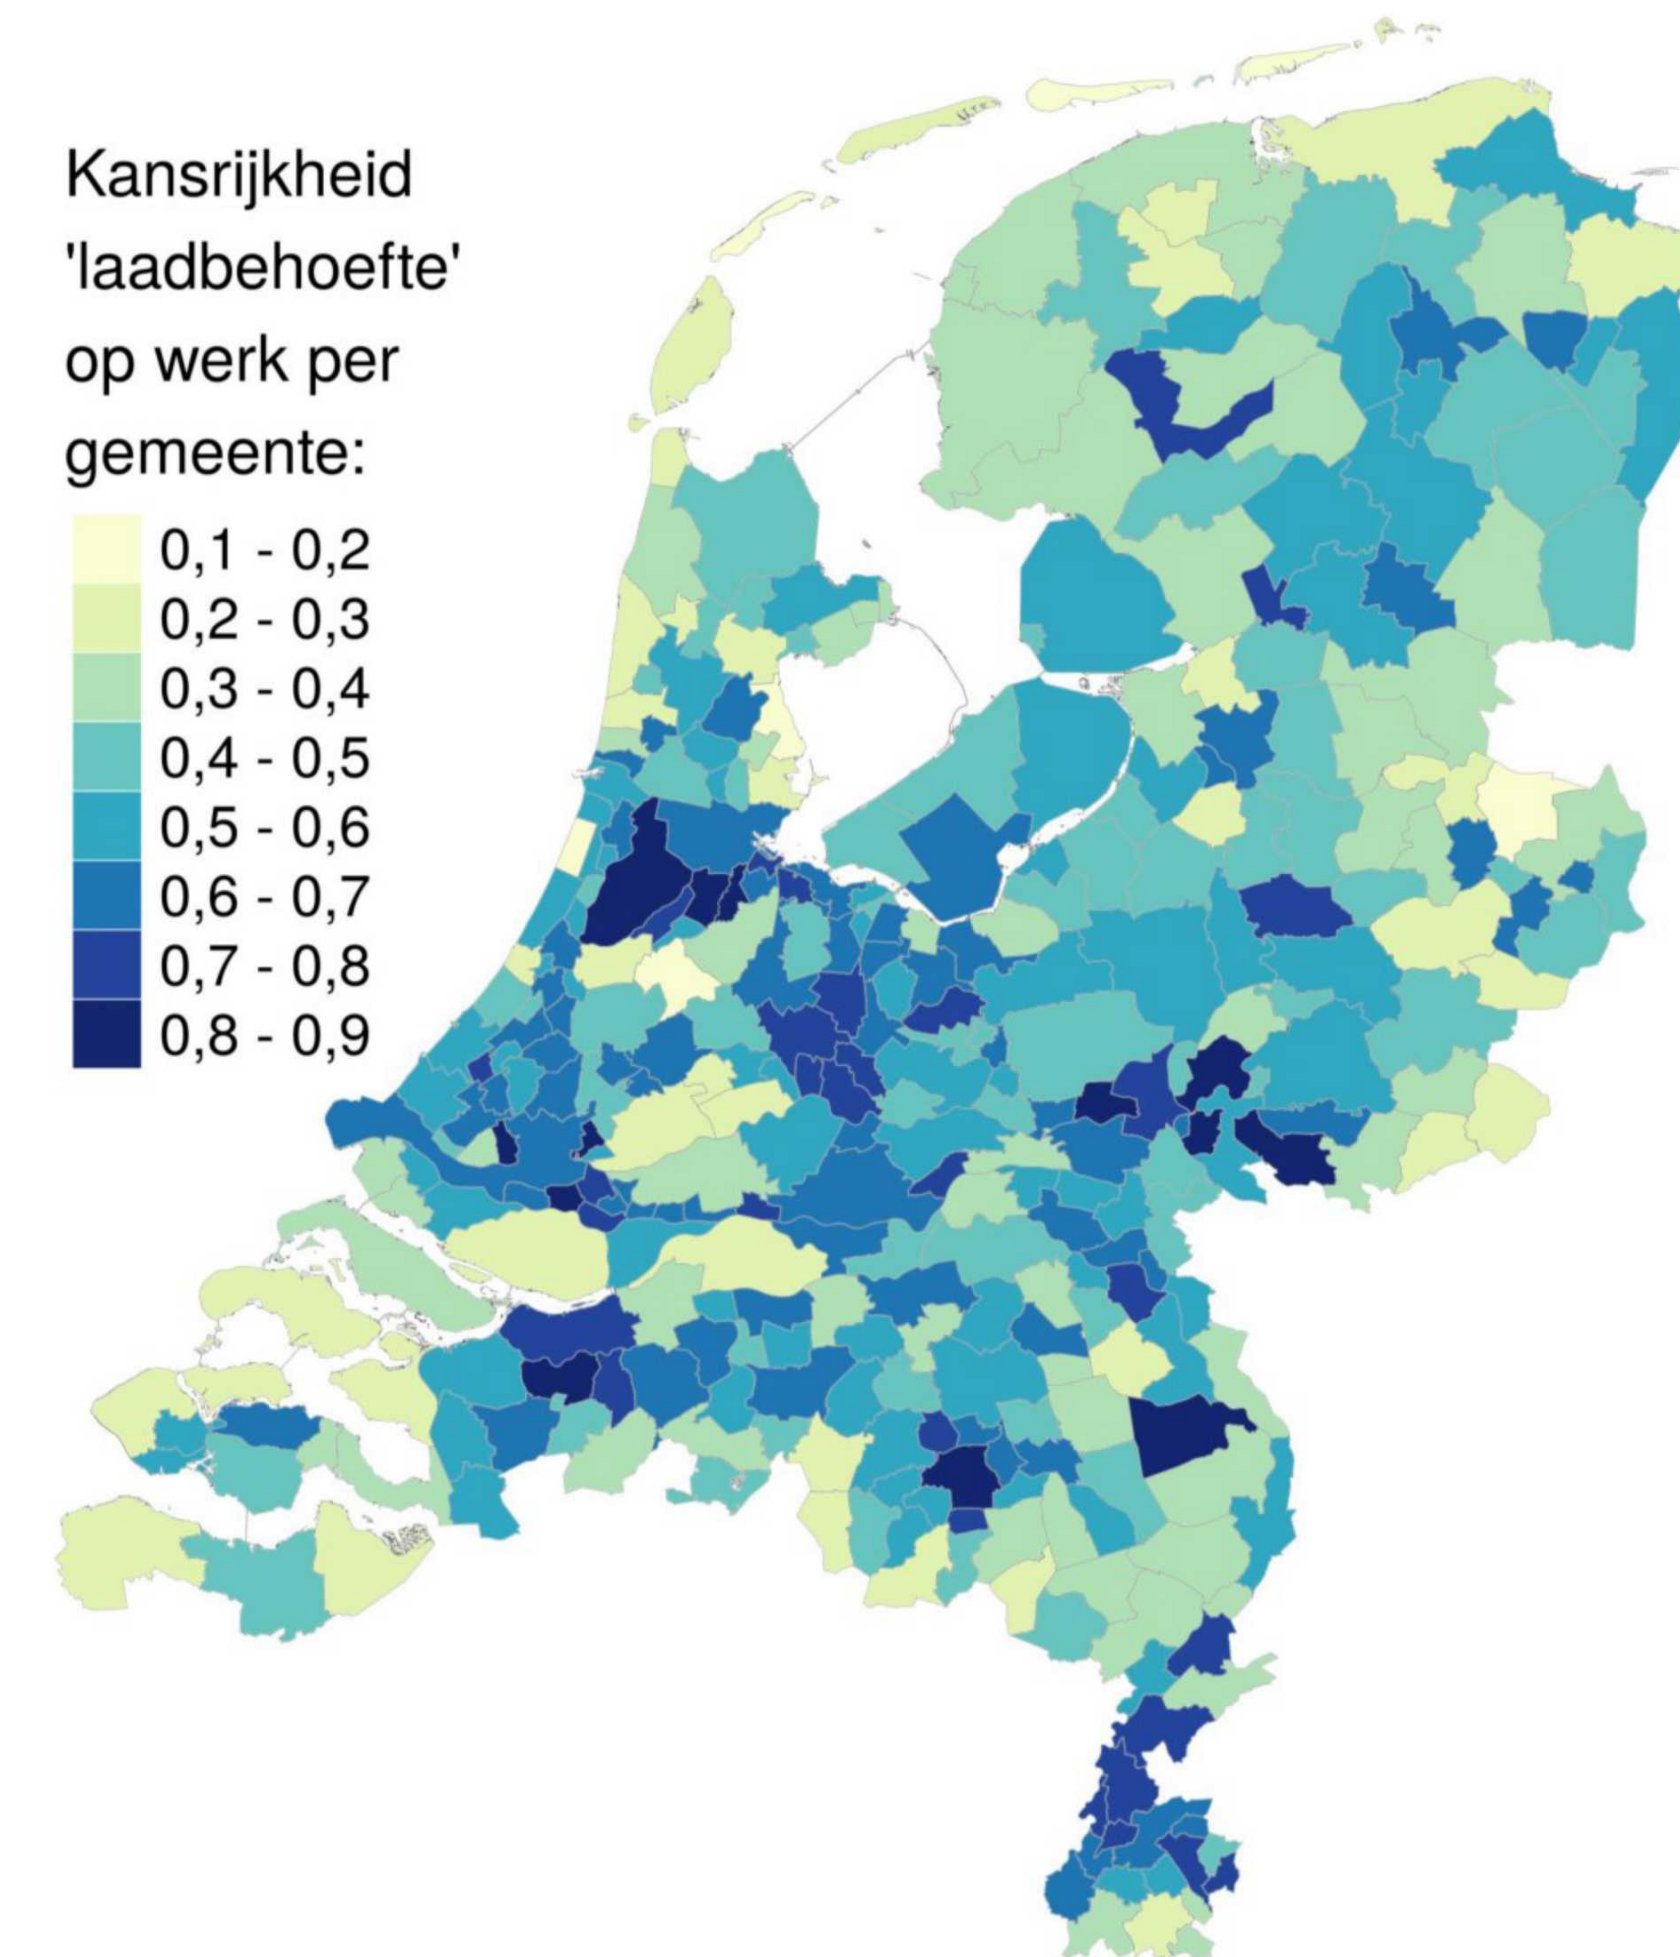 Kansrijkheid
'laadbehoefte'
op werk per
gemeente:
0,1 - 0,2
0,2 - 0,3
0,3 - 0,4
0,4 - 0,5
0,5 - 0,6
0,6 - 0,7
0,7 - 0,8
0,8 - 0,9